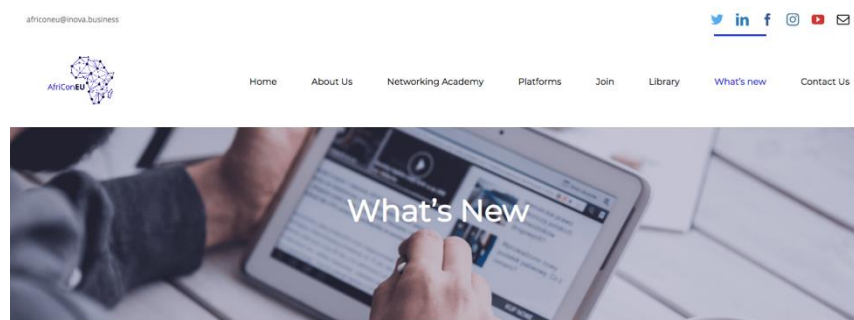 africoneu@inova.business
AfriConEU
Home About Us Networking Academy Platforms Join Library What's new Contact Us
What's New